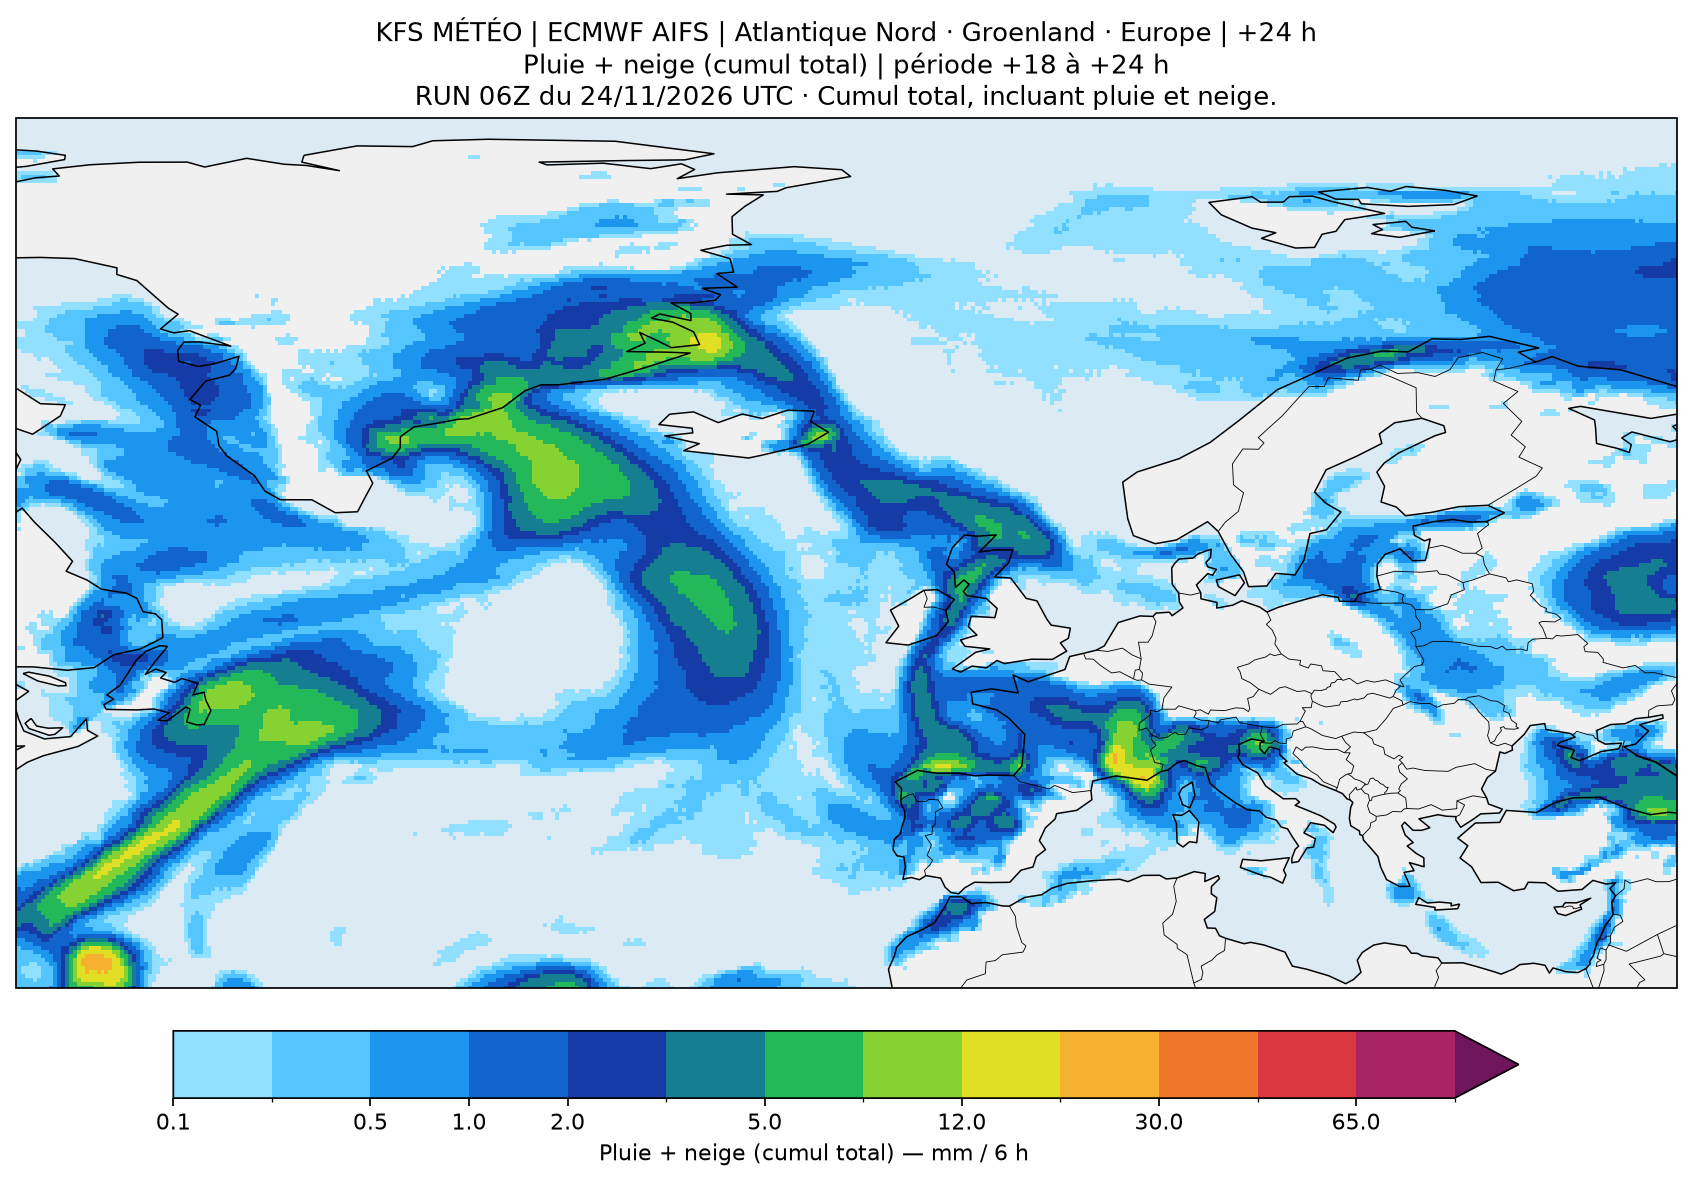 KFS MÉTÉO | ECMWF AIFS | Atlantique Nord · Groenland · Europe | +24 h
Pluie + neige (cumul total) | période +18 à +24 h
RUN 06Z du 24/11/2026 UTC · Cumul total, incluant pluie et neige.
0.1 0.5 1.0 2.0 5.0 12.0 30.0 65.0
Pluie + neige (cumul total) — mm / 6 h